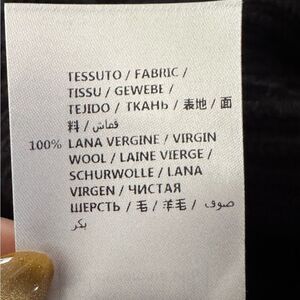 TESSUTO / FABRIC /
TISSU / GEWEBE /
TEJIDO / ТКАНЬ / 表地 / 面
料 / قماش /
100% LANA VERGINE / VIRGIN
WOOL / LAINE VIERGE /
SCHURWOLLE / LANA
VIRGEN / ЧИСТАЯ
ШЕРСТЬ / 毛 / 羊毛 / صوف
بكر